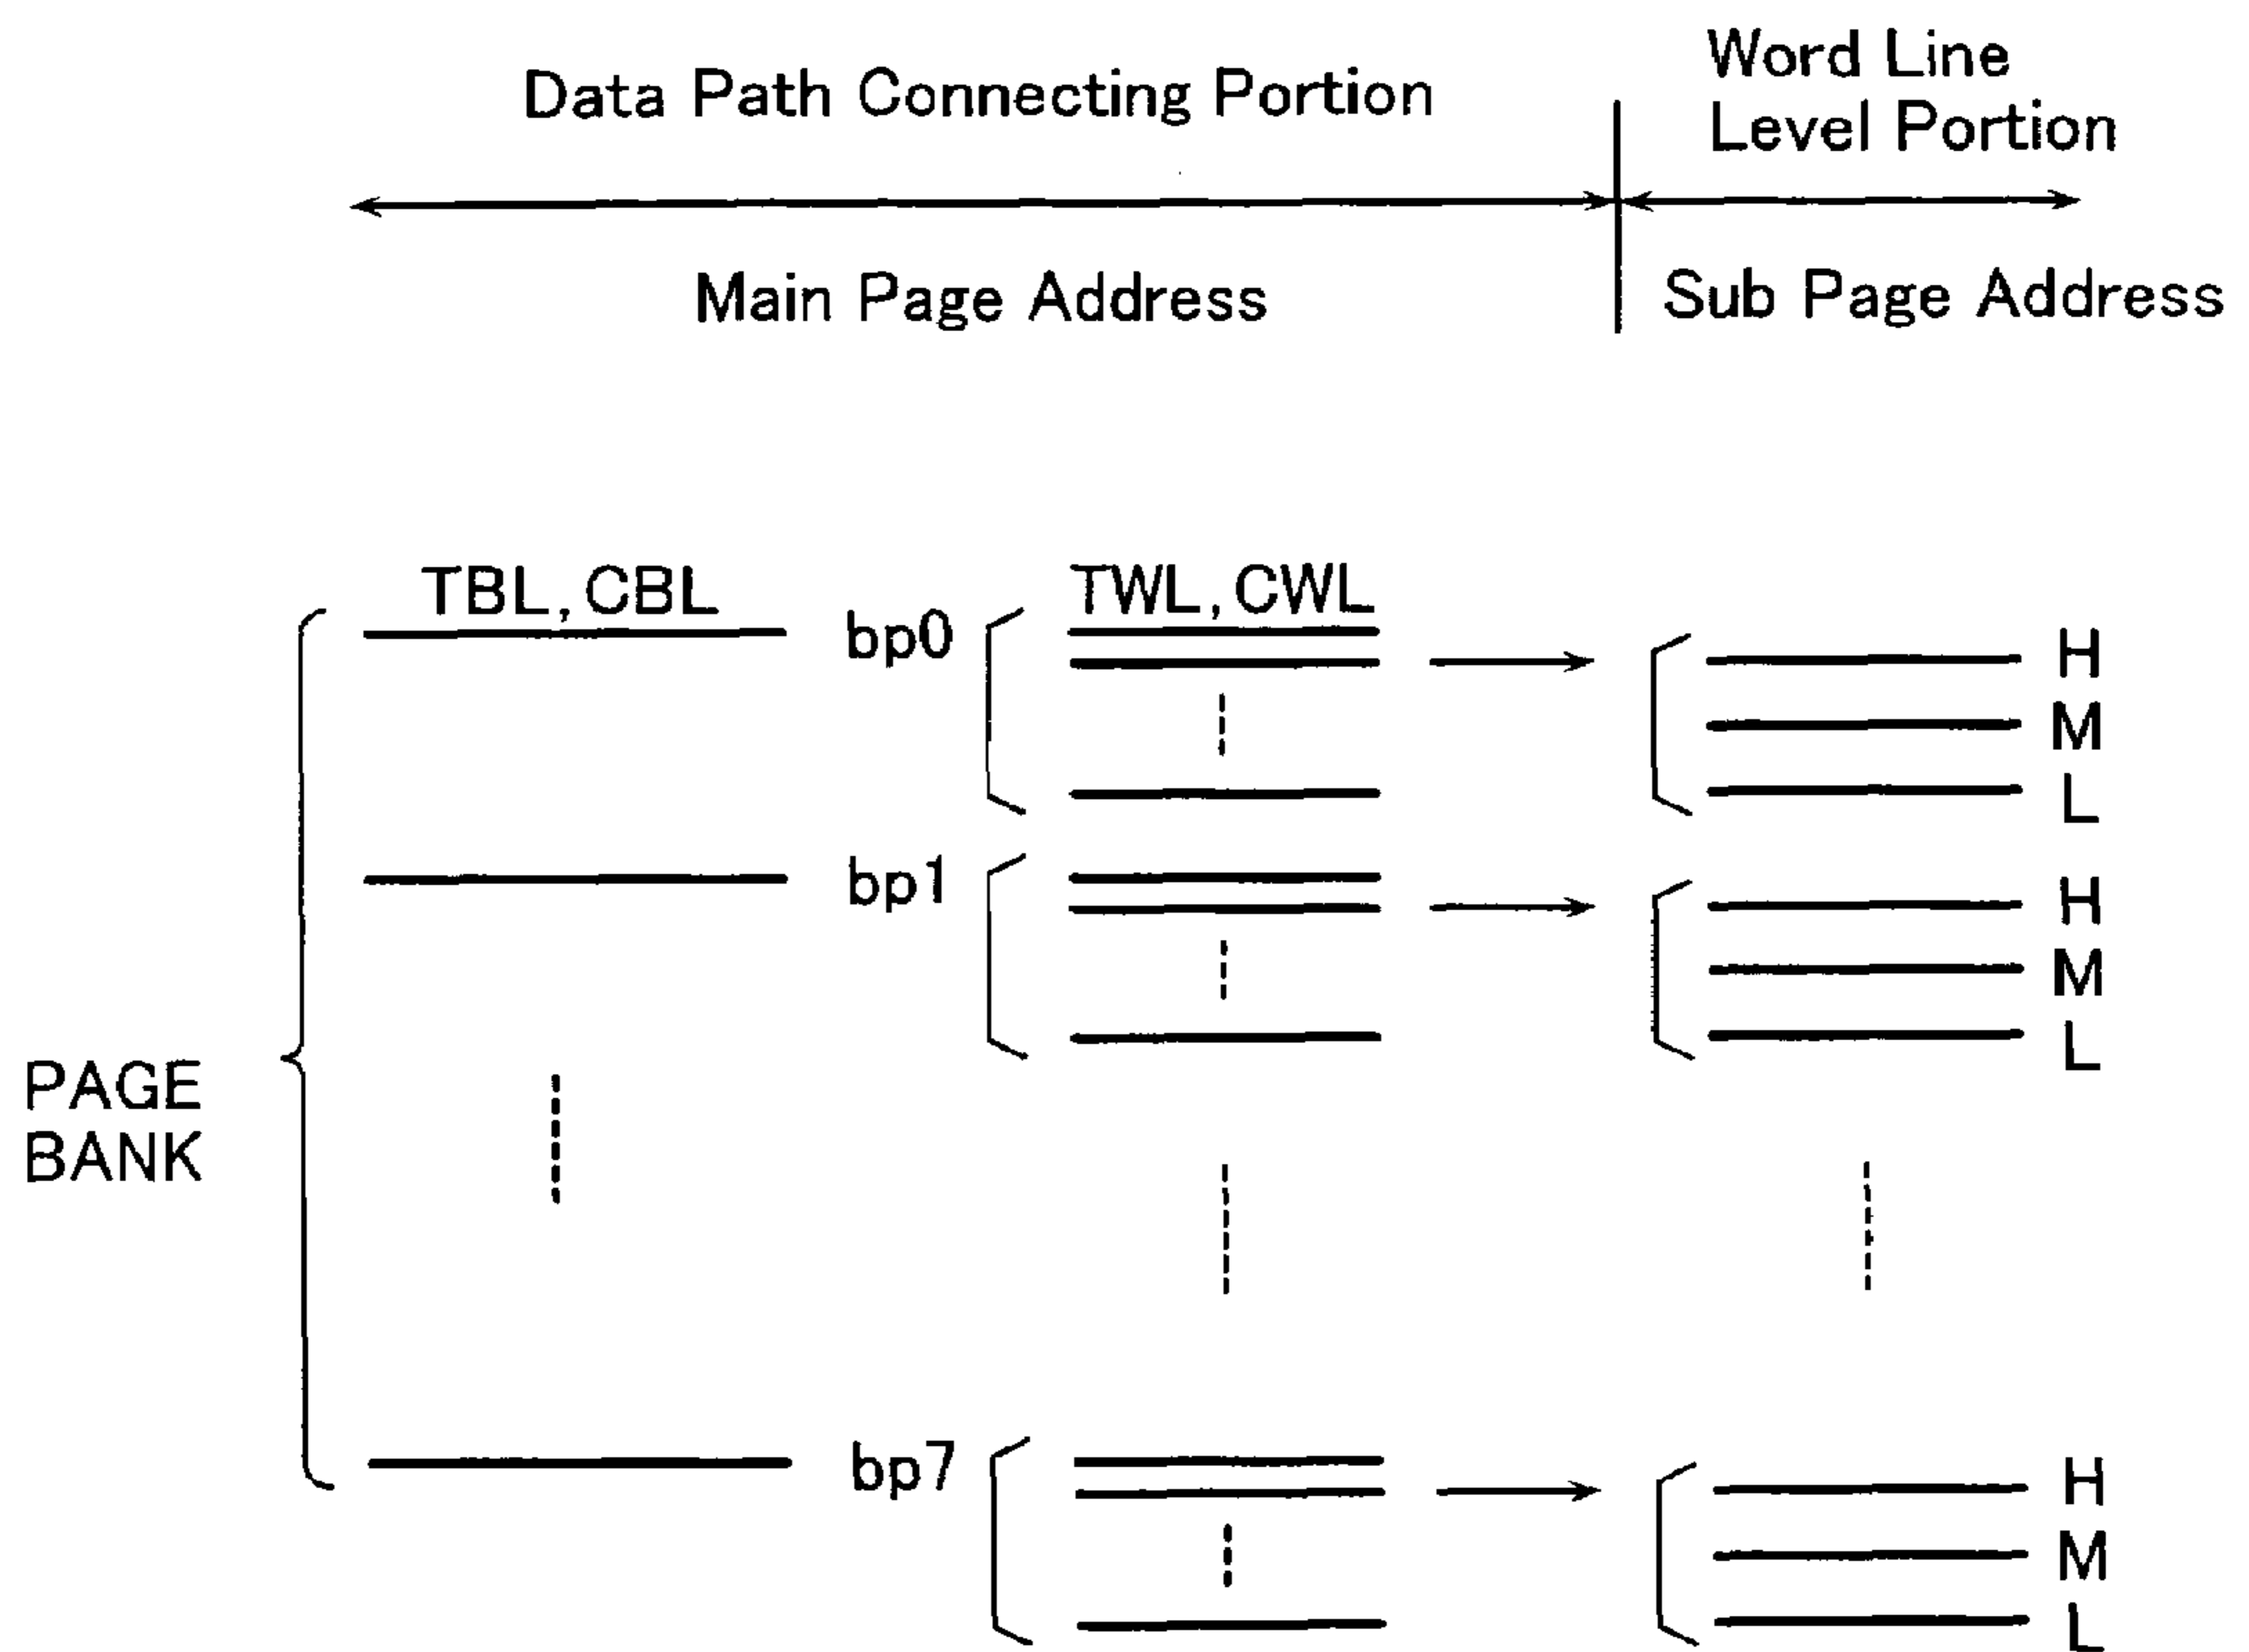 Data Path Connecting Portion
Word Line
Level Portion
Main Page Address
Sub Page Address
TBL, CBL
TWL, CWL
bp0
H
M
L
bp1
H
M
L
PAGE
BANK
bp7
H
M
L